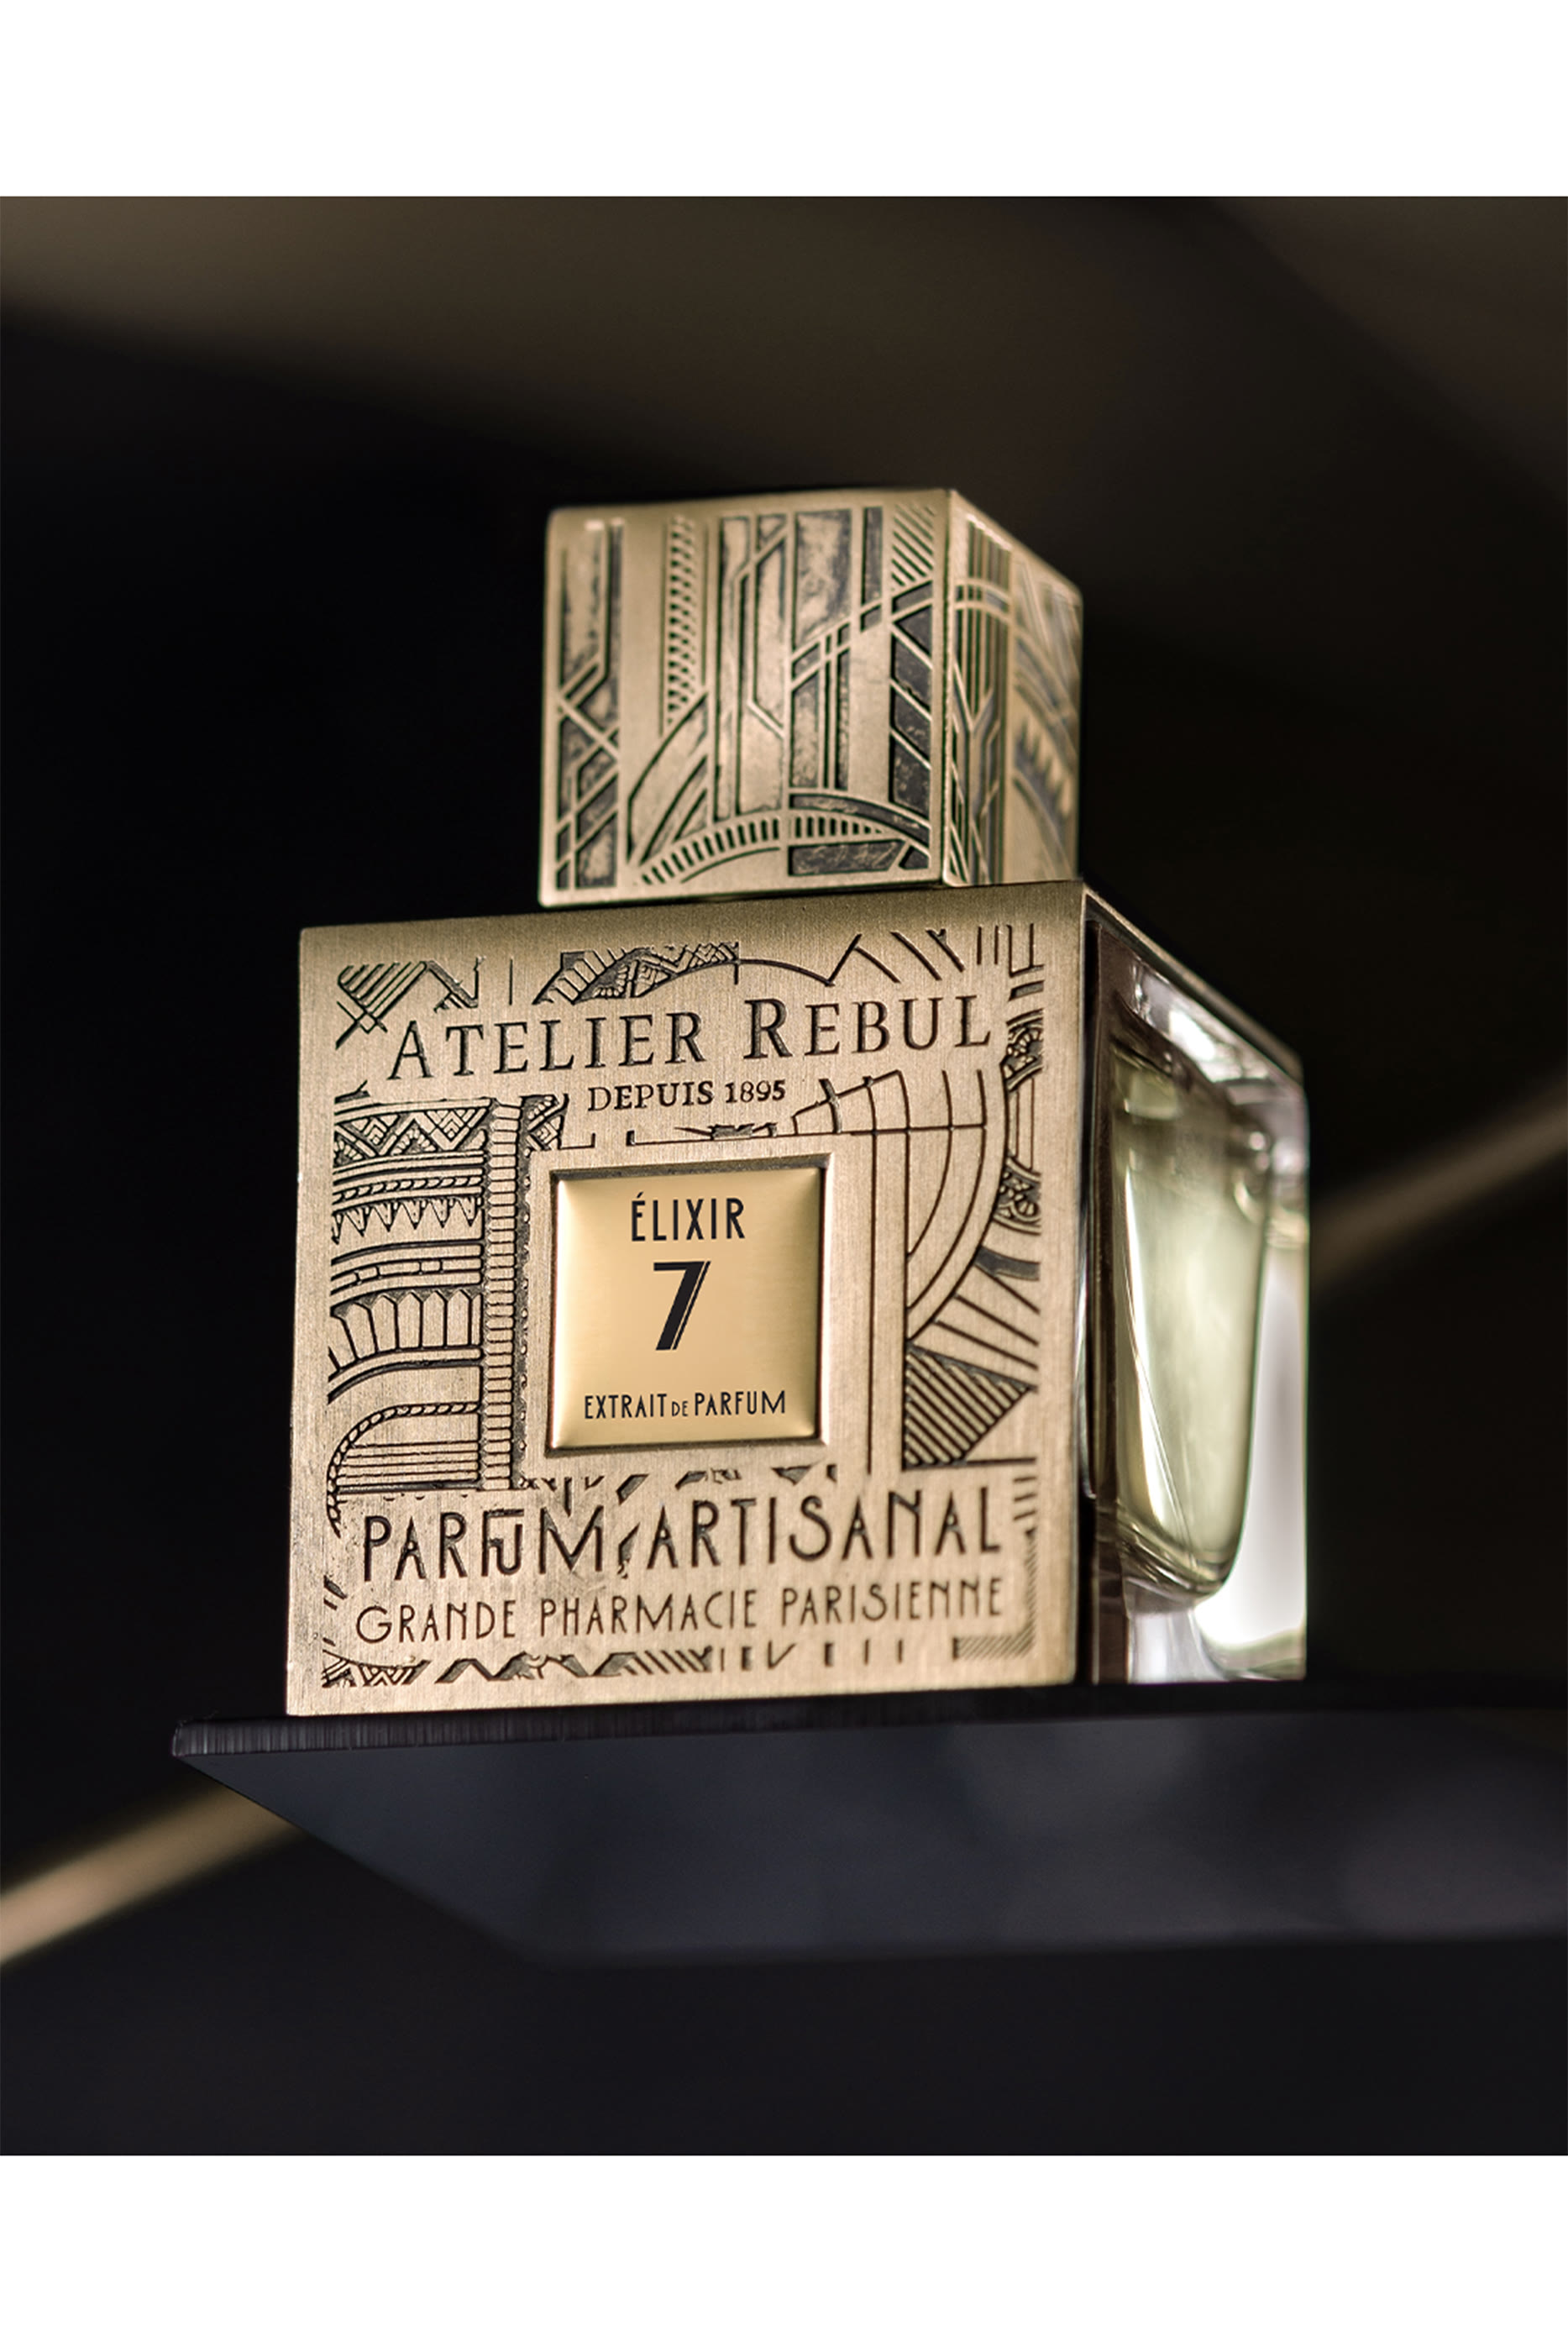 ATELIER REBUL
DEPUIS 1895
ÉLIXIR
7
EXTRAIT DE PARFUM
PARFUM ARTISANAL
GRANDE PHARMACIE PARISIENNE